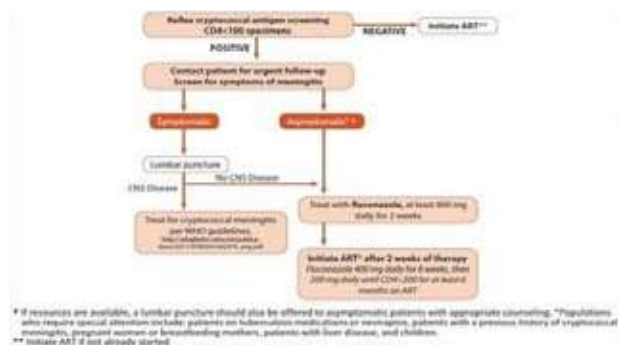 Reflex cryptococcal antigen screening
CD4<100 specimens
NEGATIVE
Initiate ART**
POSITIVE
Contact patient for urgent follow-up
Screen for symptoms of meningitis
Symptomatic
Asymptomatic*
Lumbar puncture
CNS Disease
No CNS Disease
Treat for cryptococcal meningitis
per WHO guidelines.
Treat with fluconazole, at least 800 mg
daily for 2 weeks
Initiate ART* after 2 weeks of therapy
Fluconazole 400 mg daily for 8 weeks, then
200 mg daily until CD4>200 for at least 6
months on ART
* If resources are available, a lumbar puncture should also be offered to asymptomatic patients with appropriate counseling. *Populations
who require special attention include: patients on tuberculosis medications or nevirapine, patients with a previous history of cryptococcal
meningitis, pregnant women or breastfeeding mothers, patients with liver disease, and children.
** Initiate ART if not already started